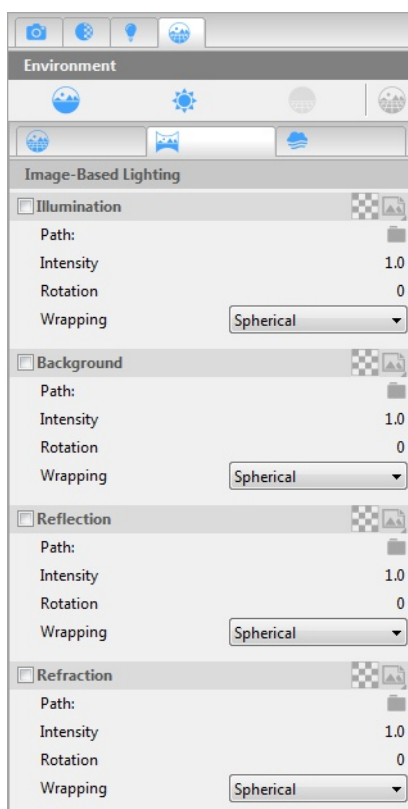 Environment
Image-Based Lighting
Illumination
Path:
Intensity 1.0
Rotation 0
Wrapping Spherical
Background
Path:
Intensity 1.0
Rotation 0
Wrapping Spherical
Reflection
Path:
Intensity 1.0
Rotation 0
Wrapping Spherical
Refraction
Path:
Intensity 1.0
Rotation 0
Wrapping Spherical